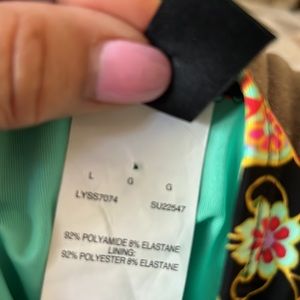 L G G
LYSS7074 SU22547
92% POLYAMIDE 8% ELASTANE
LINING:
92% POLYESTER 8% ELASTANE